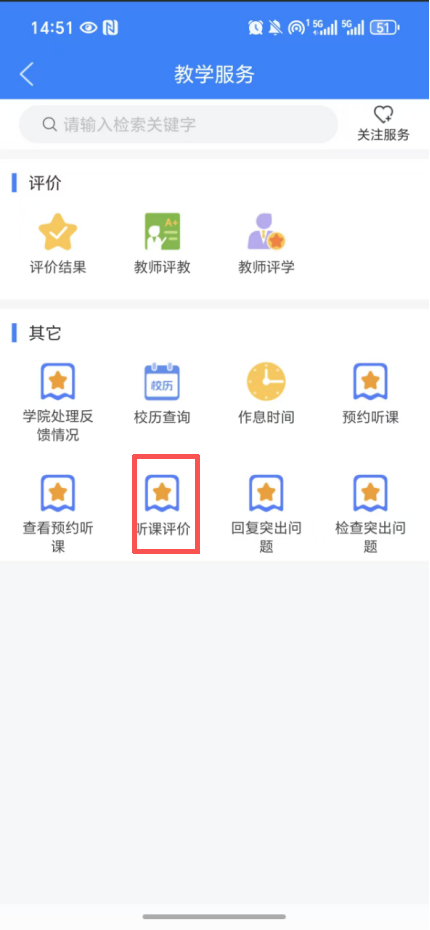 14:51
5G
5G
51
教学服务
请输入检索关键字
关注服务
评价
A+
评价结果
教师评教
教师评学
其它
校历
学院处理反
馈情况
校历查询
作息时间
预约听课
查看预约听
课
听课评价
回复突出问
题
检查突出问
题